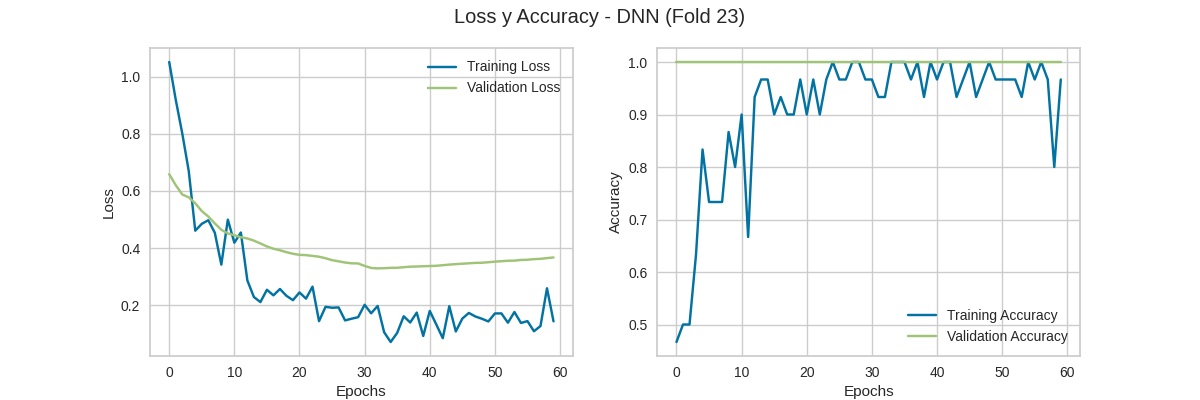 Loss y Accuracy - DNN (Fold 23)
Training Loss
Validation Loss
1.0
0.8
0.6
0.4
0.2
Loss
0 10 20 30 40 50 60
Epochs
1.0
0.9
0.8
0.7
0.6
0.5
Accuracy
Training Accuracy
Validation Accuracy
0 10 20 30 40 50 60
Epochs